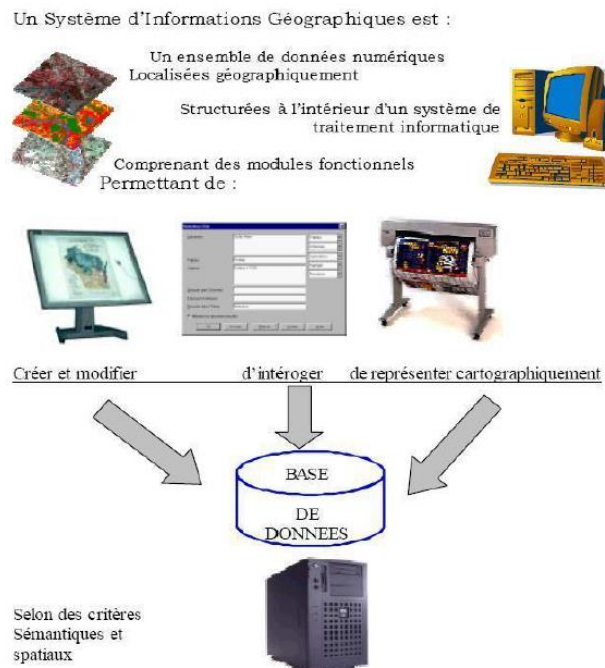 Un Système d'Informations Géographiques est :
Un ensemble de données numériques
Localisées géographiquement
Structurées à l'intérieur d'un système de
traitement informatique
Comprenant des modules fonctionnels
Permettant de :
Créer et modifier d'intéroger de représenter cartographiquement
BASE
DE
DONNEES
Selon des critères
Sémantiques et
spatiaux